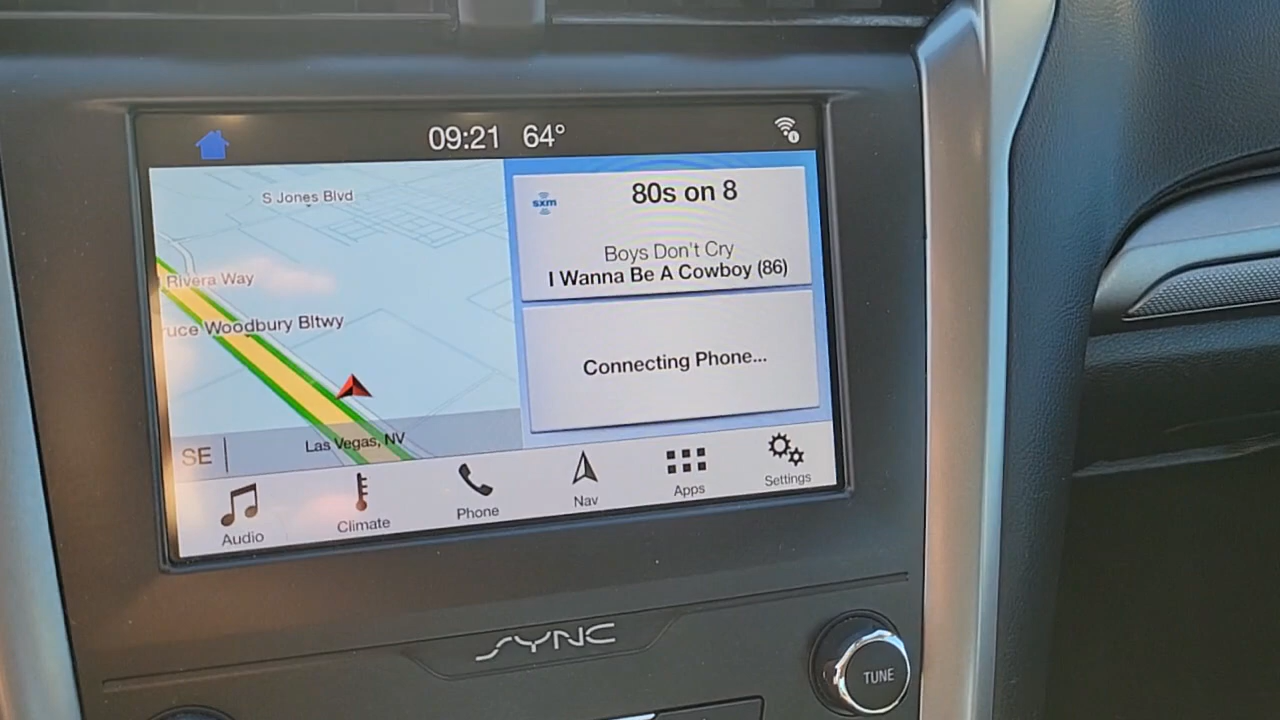 09:21 64°
S Jones Blvd
Rivera Way
uce Woodbury Bltwy
Las Vegas, NV
SE
sxm
80s on 8
Boys Don't Cry
I Wanna Be A Cowboy (86)
Connecting Phone...
Audio
Climate
Phone
Nav
Apps
Settings
SYNC
TUNE